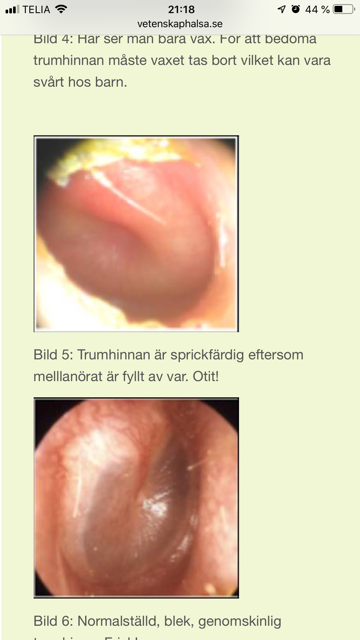 TELIA 21:18 44 %
vetenskaphalsa.se
Bild 4: Här ser man bara vax. För att bedöma
trumhinnan måste vaxet tas bort vilket kan vara
svårt hos barn.
Bild 5: Trumhinnan är sprickfärdig eftersom
melllanörat är fyllt av var. Otit!
Bild 6: Normalställd, blek, genomskinlig